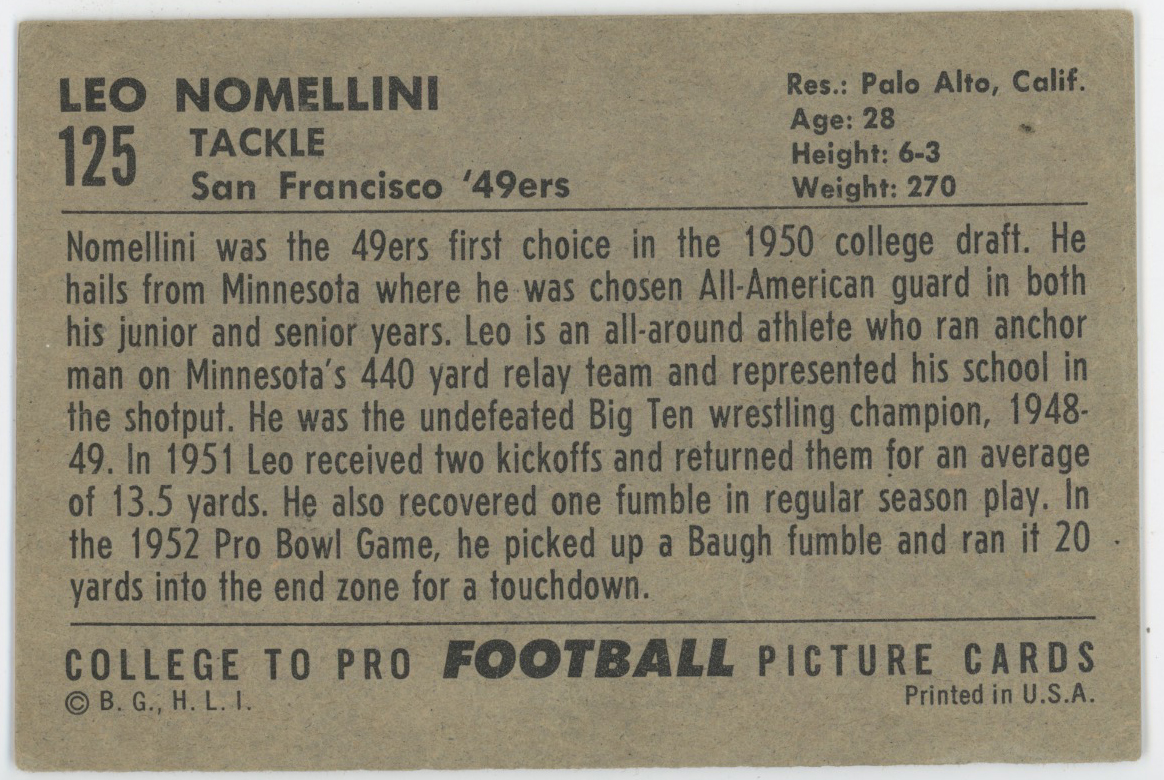 LEO NOMELLINI
125
TACKLE
San Francisco '49ers
Res.: Palo Alto, Calif.
Age: 28
Height: 6-3
Weight: 270
Nomellini was the 49ers first choice in the 1950 college draft. He
hails from Minnesota where he was chosen All-American guard in both
his junior and senior years. Leo is an all-around athlete who ran anchor
man on Minnesota's 440 yard relay team and represented his school in
the shotput. He was the undefeated Big Ten wrestling champion, 1948-
49. In 1951 Leo received two kickoffs and returned them for an average
of 13.5 yards. He also recovered one fumble in regular season play. In
the 1952 Pro Bowl Game, he picked up a Baugh fumble and ran it 20
yards into the end zone for a touchdown.
COLLEGE TO PRO FOOTBALL PICTURE CARDS
© B. G., H. L. I.
Printed in U.S.A.